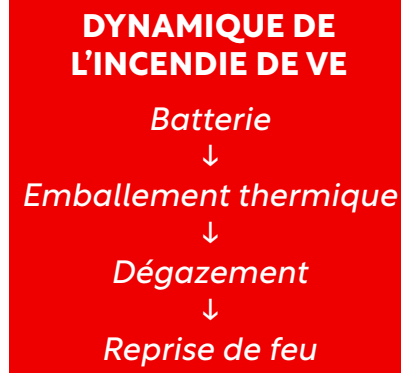 DYNAMIQUE DE
L'INCENDIE DE VE
Batterie
↓
Emballement thermique
↓
Dégazement
↓
Reprise de feu